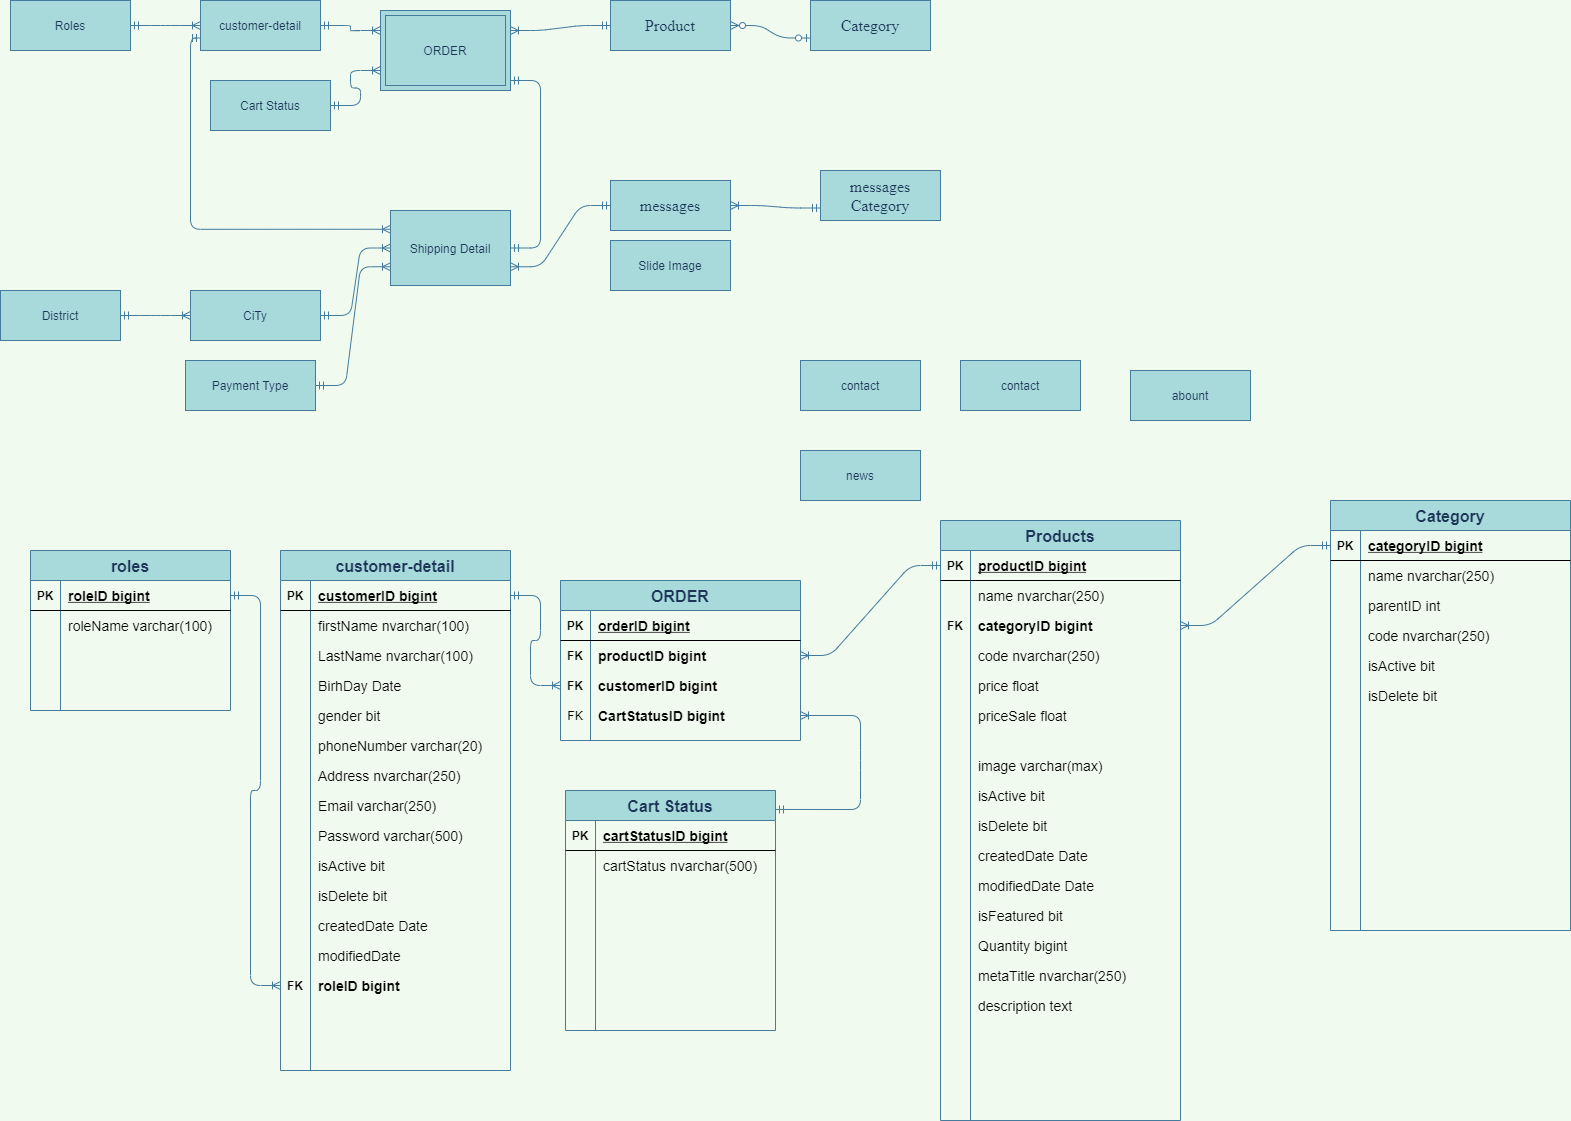 Roles
customer-detail
ORDER
Product
Category
Cart Status
messages
messages
Category
Shipping Detail
Slide Image
District
CiTy
Payment Type
contact
contact
abount
news
roles
PK roleID bigint
roleName varchar(100)
customer-detail
PK customerID bigint
firstName nvarchar(100)
LastName nvarchar(100)
BirhDay Date
gender bit
phoneNumber varchar(20)
Address nvarchar(250)
Email varchar(250)
Password varchar(500)
isActive bit
isDelete bit
createdDate Date
modifiedDate
FK roleID bigint
ORDER
PK orderID bigint
FK productID bigint
FK customerID bigint
FK CartStatusID bigint
Cart Status
PK cartStatusID bigint
cartStatus nvarchar(500)
Products
PK productID bigint
name nvarchar(250)
FK categoryID bigint
code nvarchar(250)
price float
priceSale float
image varchar(max)
isActive bit
isDelete bit
createdDate Date
modifiedDate Date
isFeatured bit
Quantity bigint
metaTitle nvarchar(250)
description text
Category
PK categoryID bigint
name nvarchar(250)
parentID int
code nvarchar(250)
isActive bit
isDelete bit